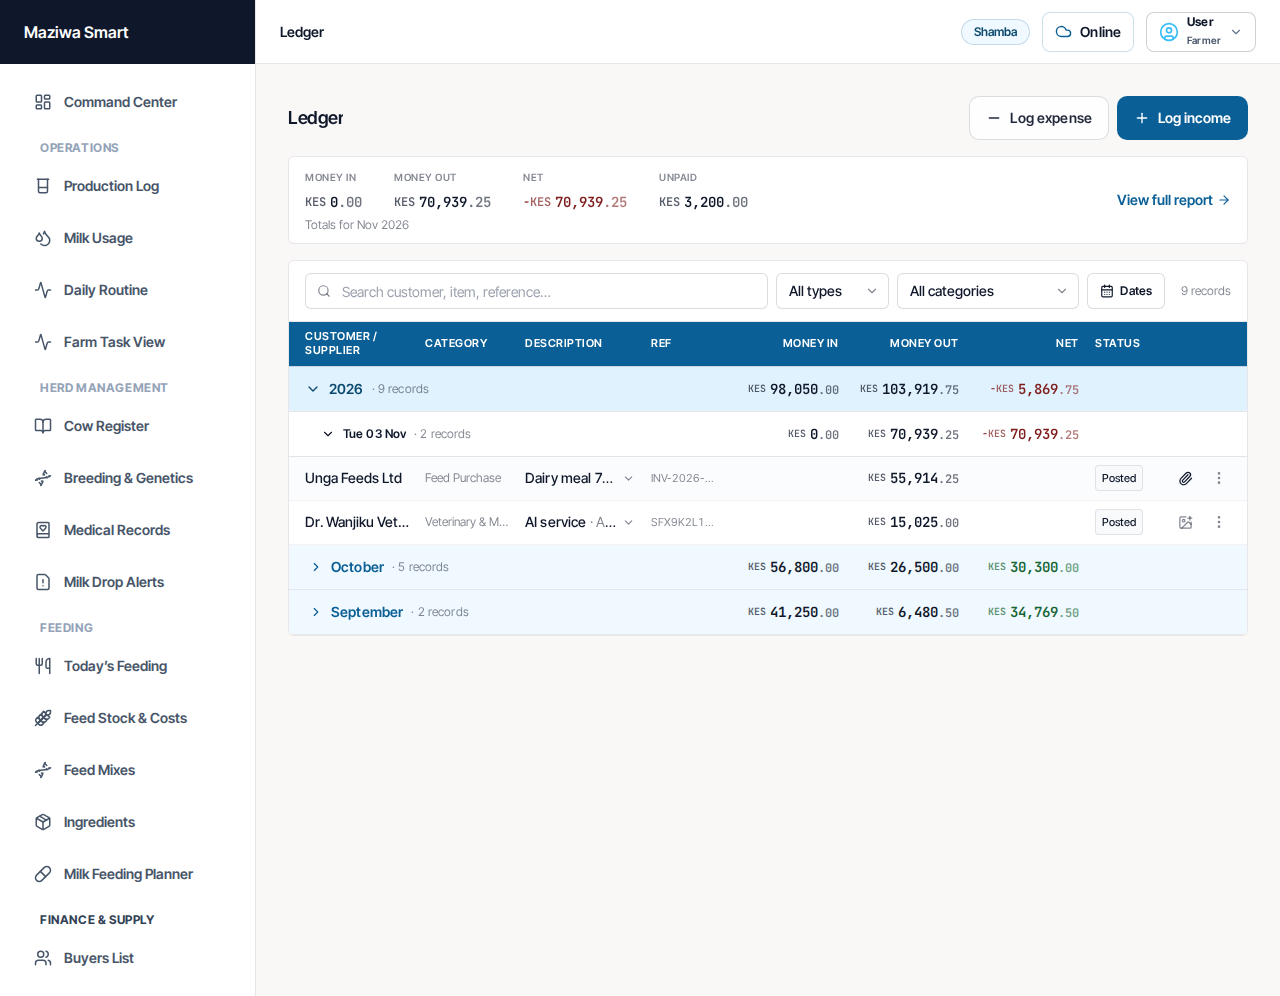 Maziwa Smart
Ledger
Shamba
Online
User
Farmer
Command Center
OPERATIONS
Production Log
Milk Usage
Daily Routine
Farm Task View
HERD MANAGEMENT
Cow Register
Breeding & Genetics
Medical Records
Milk Drop Alerts
FEEDING
Today's Feeding
Feed Stock & Costs
Feed Mixes
Ingredients
Milk Feeding Planner
FINANCE & SUPPLY
Buyers List
Ledger
Log expense
Log income
MONEY IN MONEY OUT NET UNPAID
KES 0.00 KES 70,939.25 -KES 70,939.25 KES 3,200.00
Totals for Nov 2026
View full report
Search customer, item, reference...
All types
All categories
Dates
9 records
CUSTOMER / SUPPLIER CATEGORY DESCRIPTION REF MONEY IN MONEY OUT NET STATUS
2026 · 9 records KES 98,050.00 KES 103,919.75 -KES 5,869.75
Tue 03 Nov · 2 records KES 0.00 KES 70,939.25 -KES 70,939.25
Unga Feeds Ltd Feed Purchase Dairy meal 7... INV-2026-... KES 55,914.25 Posted
Dr. Wanjiku Vet... Veterinary & M... AI service · A... SFX9K2L1... KES 15,025.00 Posted
October · 5 records KES 56,800.00 KES 26,500.00 KES 30,300.00
September · 2 records KES 41,250.00 KES 6,480.50 KES 34,769.50